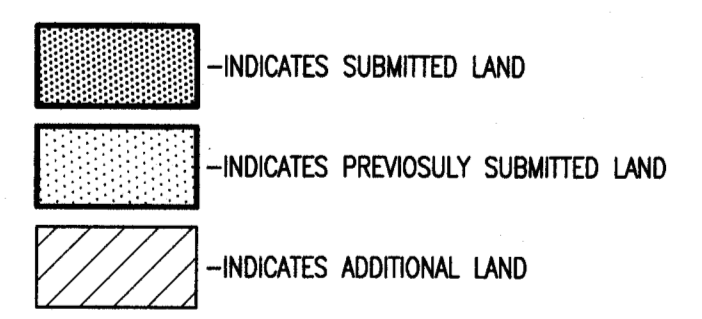 -INDICATES SUBMITTED LAND
-INDICATES PREVIOSULY SUBMITTED LAND
-INDICATES ADDITIONAL LAND